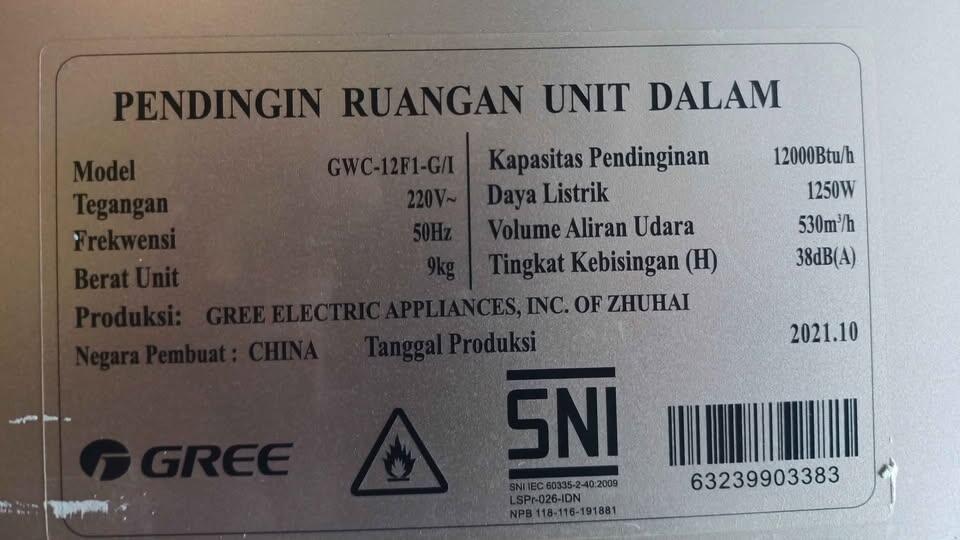 PENDINGIN RUANGAN UNIT DALAM
Model GWC-12F1-G/I
Tegangan 220V~
Frekwensi 50Hz
Berat Unit 9kg
Kapasitas Pendinginan 12000Btu/h
Daya Listrik 1250W
Volume Aliran Udara 530m³/h
Tingkat Kebisingan (H) 38dB(A)
Produksi: GREE ELECTRIC APPLIANCES, INC. OF ZHUHAI
Negara Pembuat : CHINA Tanggal Produksi 2021.10
GREE
SNI
SNI IEC 60335-2-40:2009
LSPr-026-IDN
NPB 118-116-191881
63239903383